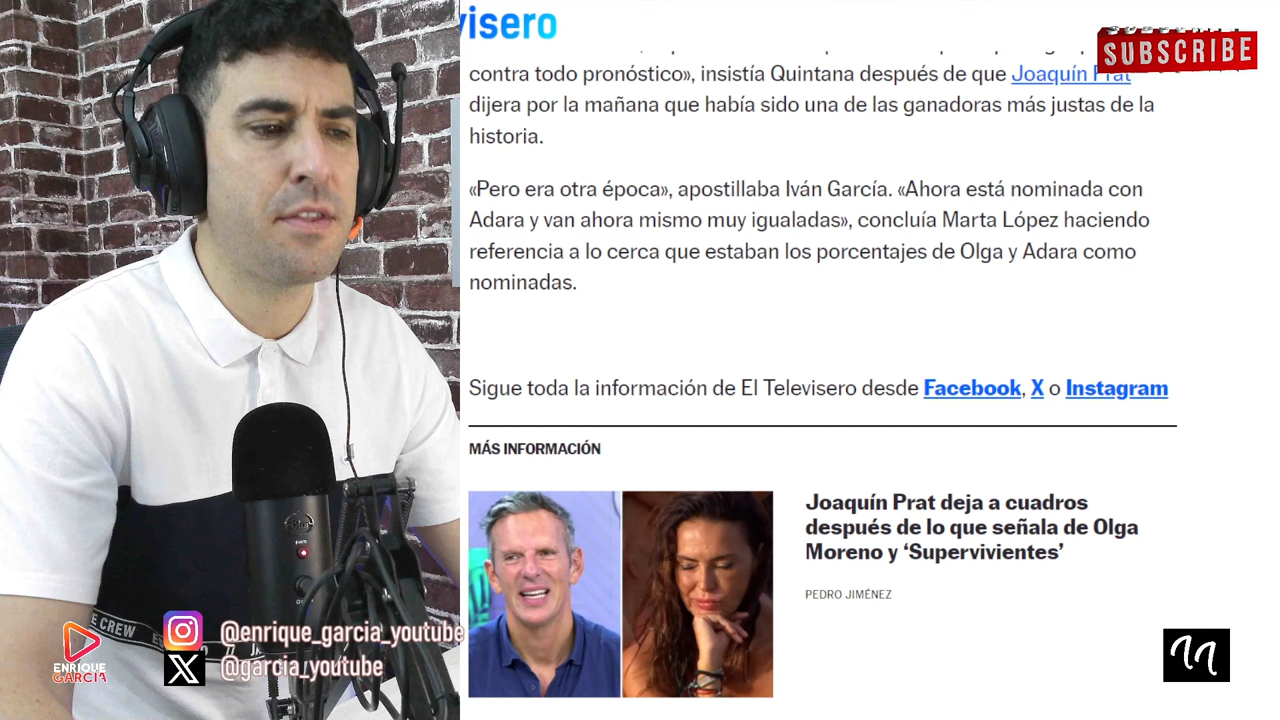 visero
SUBSCRIBE
contra todo pronóstico», insistía Quintana después de que Joaquín Prat
dijera por la mañana que había sido una de las ganadoras más justas de la
historia.
«Pero era otra época», apostillaba Iván García. «Ahora está nominada con
Adara y van ahora mismo muy igualadas», concluía Marta López haciendo
referencia a lo cerca que estaban los porcentajes de Olga y Adara como
nominadas.
Sigue toda la información de El Televisero desde Facebook, X o Instagram
MÁS INFORMACIÓN
Joaquín Prat deja a cuadros
después de lo que señala de Olga
Moreno y ‘Supervivientes’
PEDRO JIMÉNEZ
E CREW
@enrique_garcia_youtube
@garcia_youtube
ENRIQUE
GARCIA